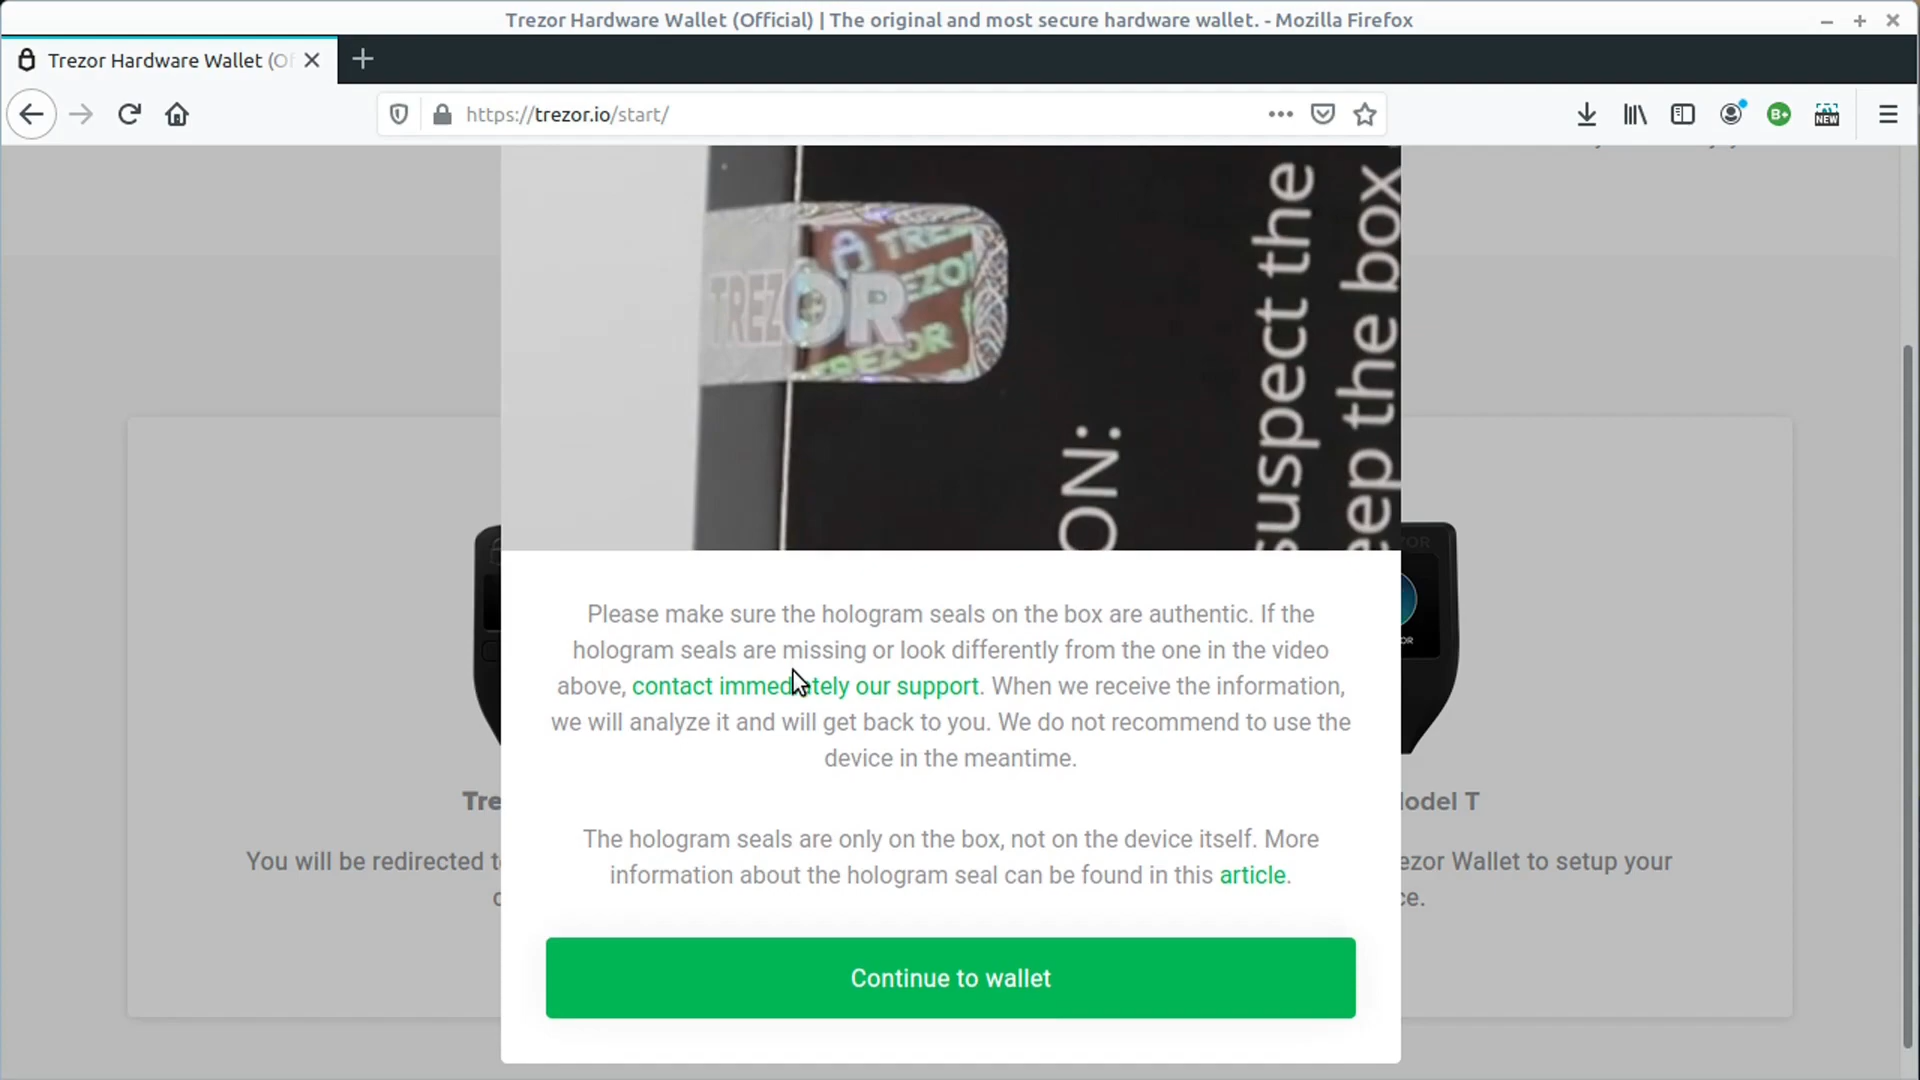 Trezor Hardware Wallet (Official) | The original and most secure hardware wallet. - Mozilla Firefox
Trezor Hardware Wallet (Of
https://trezor.io/start/
B+
NEW
TREZOR
TREZOR
TREZOR
ON:
suspect the
eep the box
Please make sure the hologram seals on the box are authentic. If the
hologram seals are missing or look differently from the one in the video
above, contact immediately our support. When we receive the information,
we will analyze it and will get back to you. We do not recommend to use the
device in the meantime.
The hologram seals are only on the box, not on the device itself. More
information about the hologram seal can be found in this article.
Continue to wallet
Tre
You will be redirected t
odel T
ezor Wallet to setup your
ce.